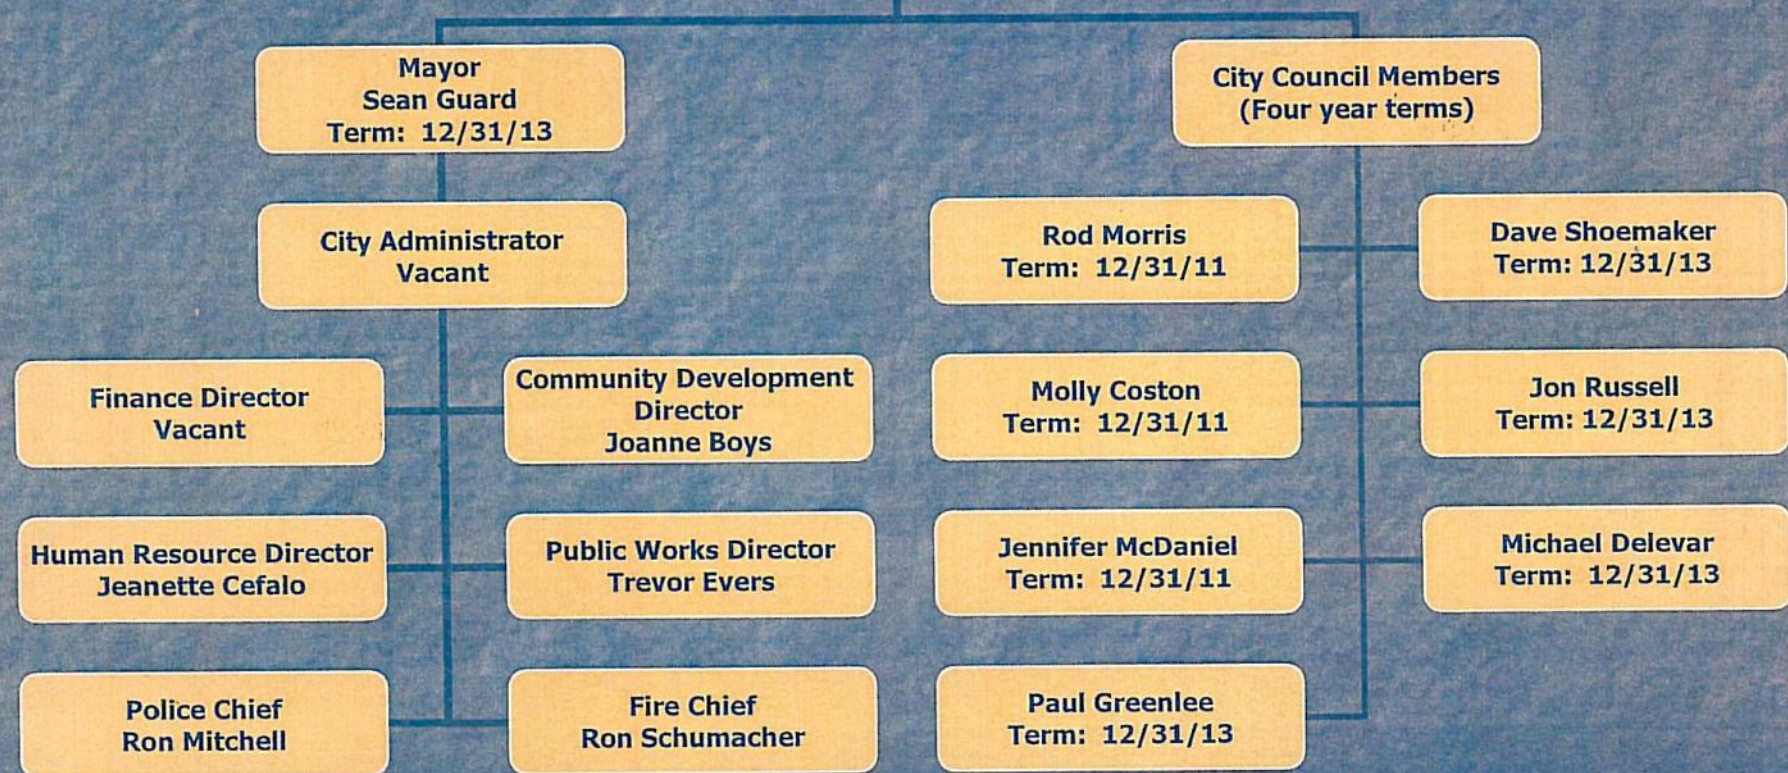 Mayor
Sean Guard
Term: 12/31/13
City Administrator
Vacant
Finance Director
Vacant
Community Development
Director
Joanne Boys
Human Resource Director
Jeanette Cefalo
Public Works Director
Trevor Evers
Police Chief
Ron Mitchell
Fire Chief
Ron Schumacher
City Council Members
(Four year terms)
Rod Morris
Term: 12/31/11
Dave Shoemaker
Term: 12/31/13
Molly Coston
Term: 12/31/11
Jon Russell
Term: 12/31/13
Jennifer McDaniel
Term: 12/31/11
Michael Delevar
Term: 12/31/13
Paul Greenlee
Term: 12/31/13